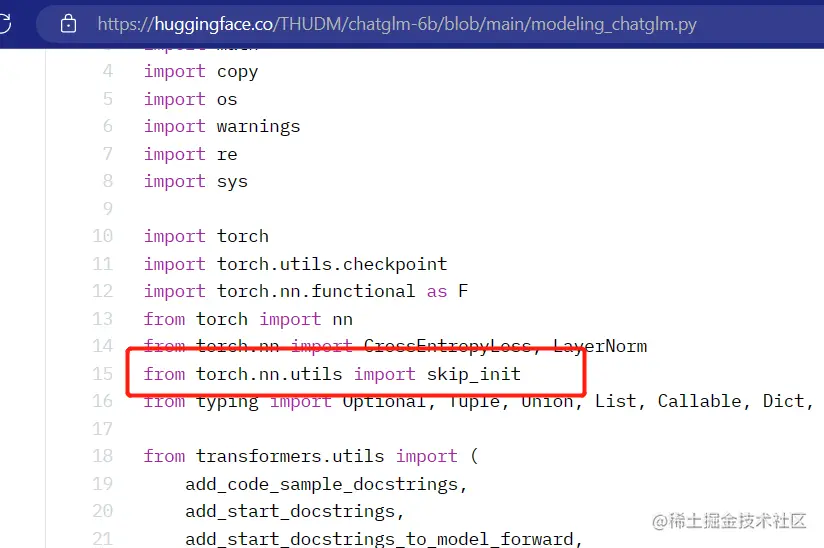 https://huggingface.co/THUDM/chatglm-6b/blob/main/modeling_chatglm.py
3 import math
4 import copy
5 import os
6 import warnings
7 import re
8 import sys
9
10 import torch
11 import torch.utils.checkpoint
12 import torch.nn.functional as F
13 from torch import nn
14 from torch.nn import CrossEntropyLoss, LayerNorm
15 from torch.nn.utils import skip_init
16 from typing import Optional, Tuple, Union, List, Callable, Dict,
17
18 from transformers.utils import (
19 add_code_sample_docstrings,
20 add_start_docstrings,
21 add_start_docstrings_to_model_forward,
@稀土掘金技术社区